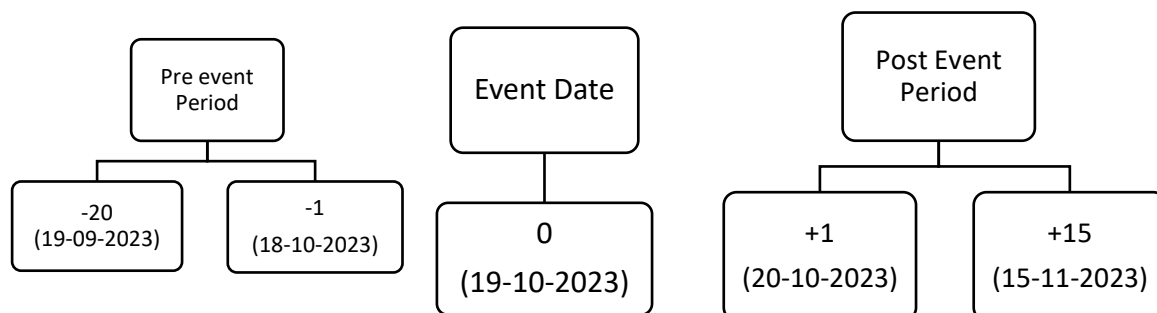 Pre event
Period
-20
(19-09-2023)
-1
(18-10-2023)
Event Date
0
(19-10-2023)
Post Event
Period
+1
(20-10-2023)
+15
(15-11-2023)